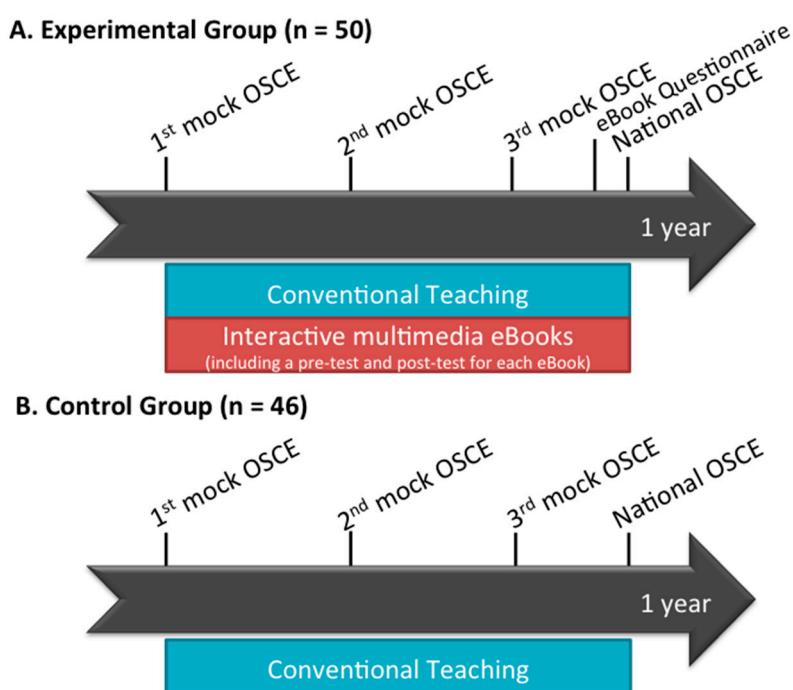 A. Experimental Group (n = 50)
1st mock OSCE
2nd mock OSCE
3rd mock OSCE
eBook Questionnaire
National OSCE
1 year
Conventional Teaching
Interactive multimedia eBooks
(including a pre-test and post-test for each eBook)
B. Control Group (n = 46)
1st mock OSCE
2nd mock OSCE
3rd mock OSCE
National OSCE
1 year
Conventional Teaching